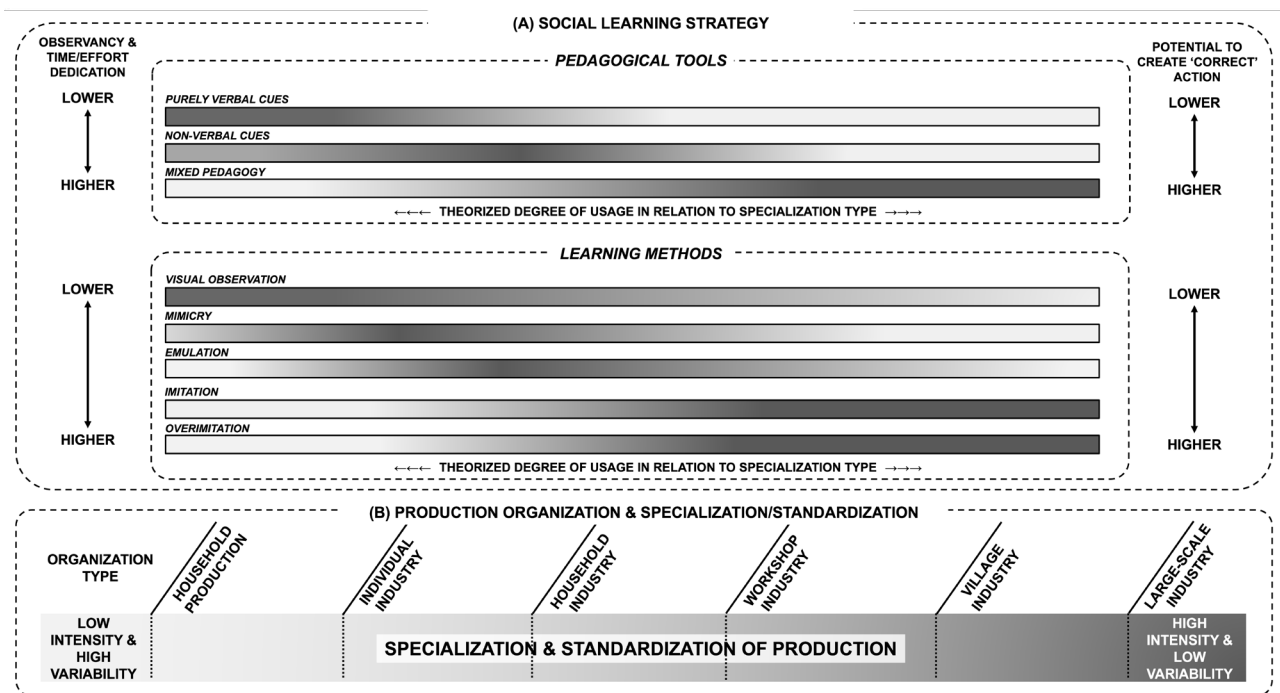 (A) SOCIAL LEARNING STRATEGY
OBSERVANCY &
TIME/EFFORT
DEDICATION
LOWER
HIGHER
PEDAGOGICAL TOOLS
PURELY VERBAL CUES
NON-VERBAL CUES
MIXED PEDAGOGY
←←← THEORIZED DEGREE OF USAGE IN RELATION TO SPECIALIZATION TYPE →→→
POTENTIAL TO
CREATE ‘CORRECT’
ACTION
LOWER
HIGHER
LOWER
HIGHER
LEARNING METHODS
VISUAL OBSERVATION
MIMICRY
EMULATION
IMITATION
OVERIMITATION
←←← THEORIZED DEGREE OF USAGE IN RELATION TO SPECIALIZATION TYPE →→→
LOWER
HIGHER
(B) PRODUCTION ORGANIZATION & SPECIALIZATION/STANDARDIZATION
ORGANIZATION
TYPE
HOUSEHOLD
PRODUCTION
INDIVIDUAL
INDUSTRY
HOUSEHOLD
INDUSTRY
WORKSHOP
INDUSTRY
VILLAGE
INDUSTRY
LARGE-SCALE
INDUSTRY
LOW
INTENSITY &
HIGH
VARIABILITY
SPECIALIZATION & STANDARDIZATION OF PRODUCTION
HIGH
INTENSITY &
LOW
VARIABILITY